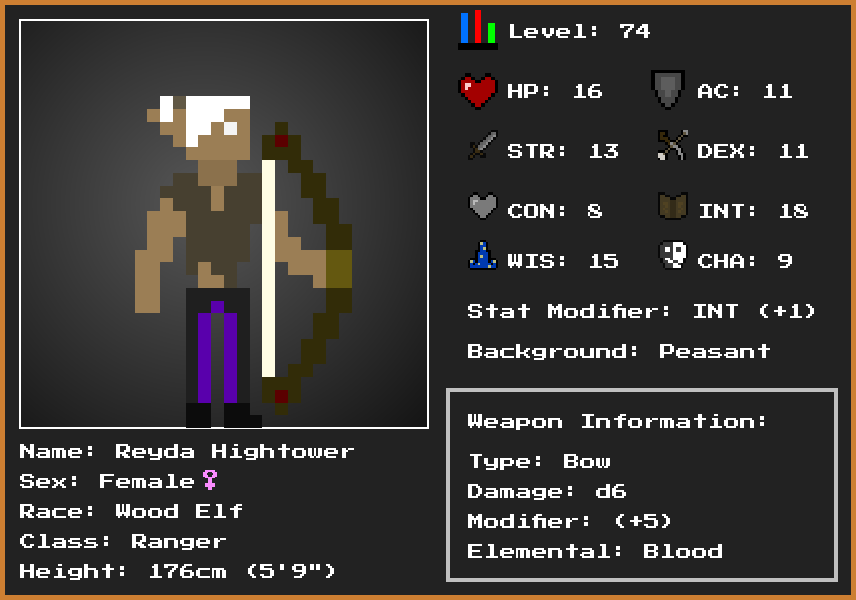 Level: 74
HP: 16
AC: 11
STR: 13
DEX: 11
CON: 8
INT: 18
WIS: 15
CHA: 9
Stat Modifier: INT (+1)
Background: Peasant
Name: Reyda Hightower
Sex: Female♀
Race: Wood Elf
Class: Ranger
Height: 176cm (5'9")
Weapon Information:
Type: Bow
Damage: d6
Modifier: (+5)
Elemental: Blood